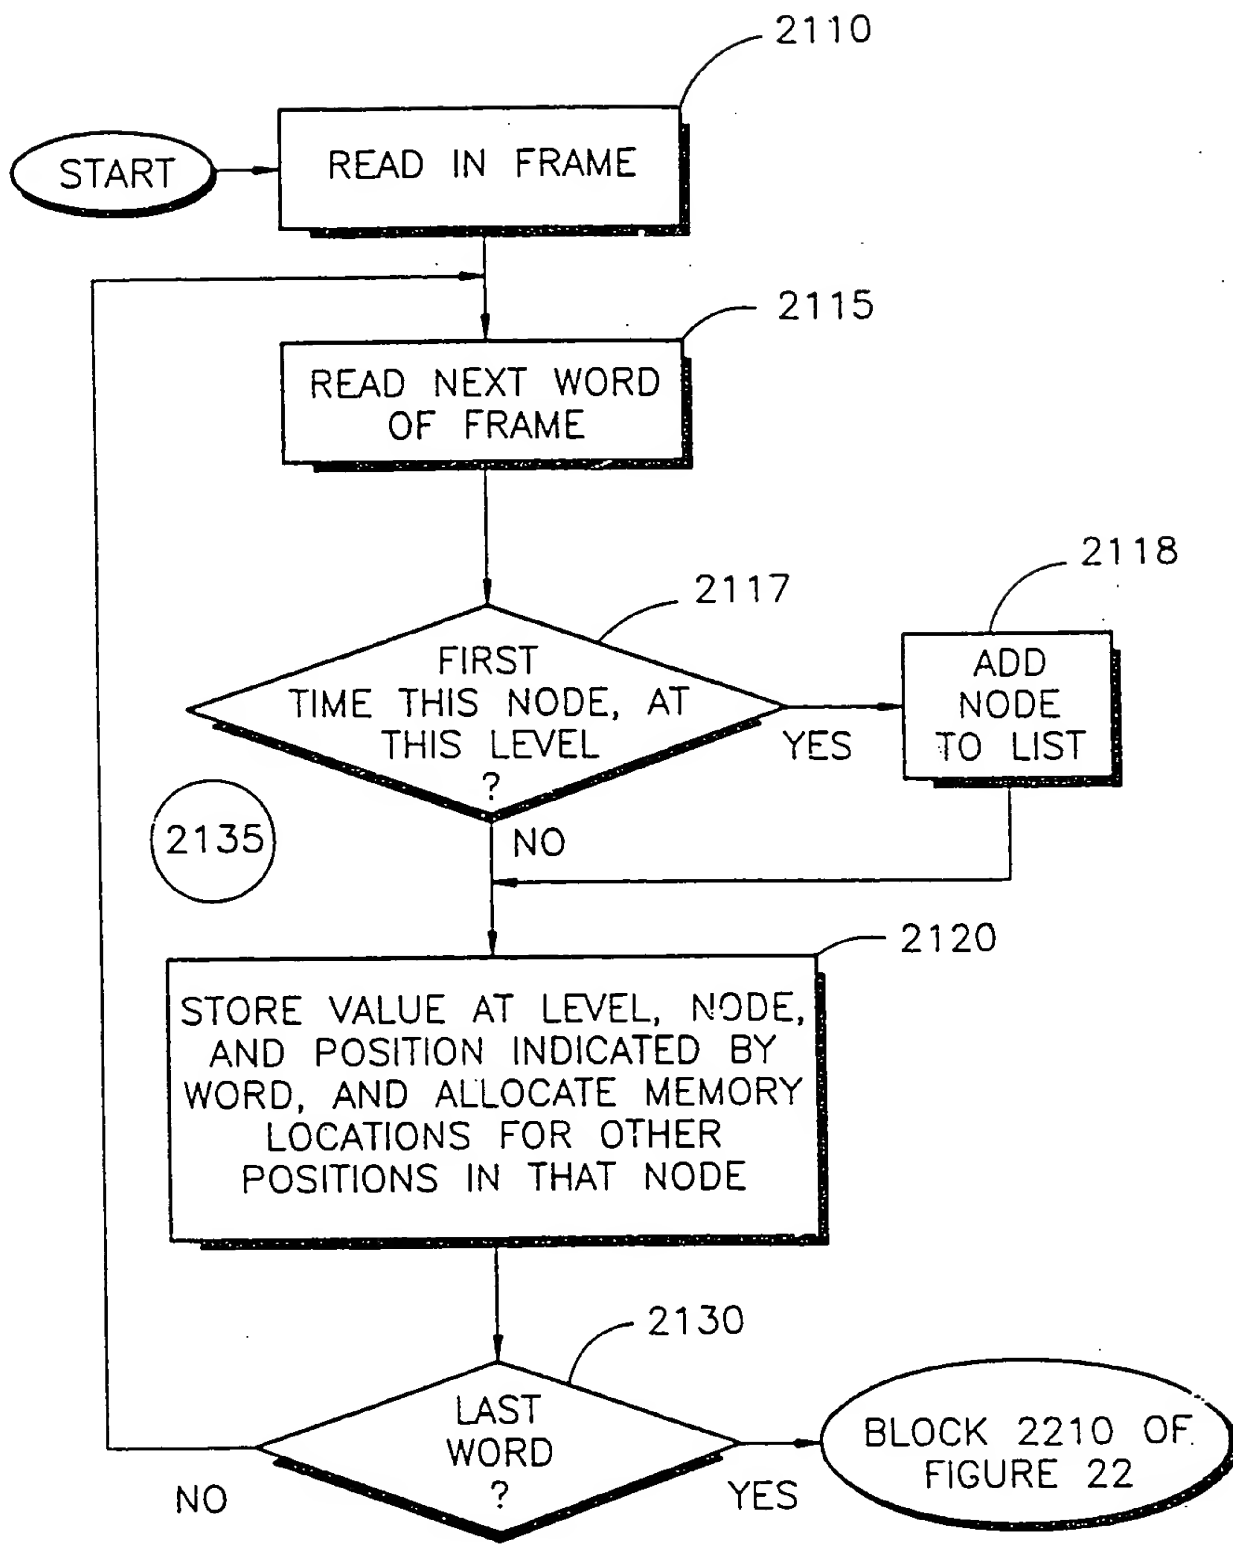 2110
START
READ IN FRAME
2115
READ NEXT WORD
OF FRAME
2117
2118
FIRST
TIME THIS NODE, AT
THIS LEVEL
?
YES
ADD
NODE
TO LIST
2135
NO
2120
STORE VALUE AT LEVEL, NODE,
AND POSITION INDICATED BY
WORD, AND ALLOCATE MEMORY
LOCATIONS FOR OTHER
POSITIONS IN THAT NODE
2130
LAST
WORD
?
NO
YES
BLOCK 2210 OF
FIGURE 22